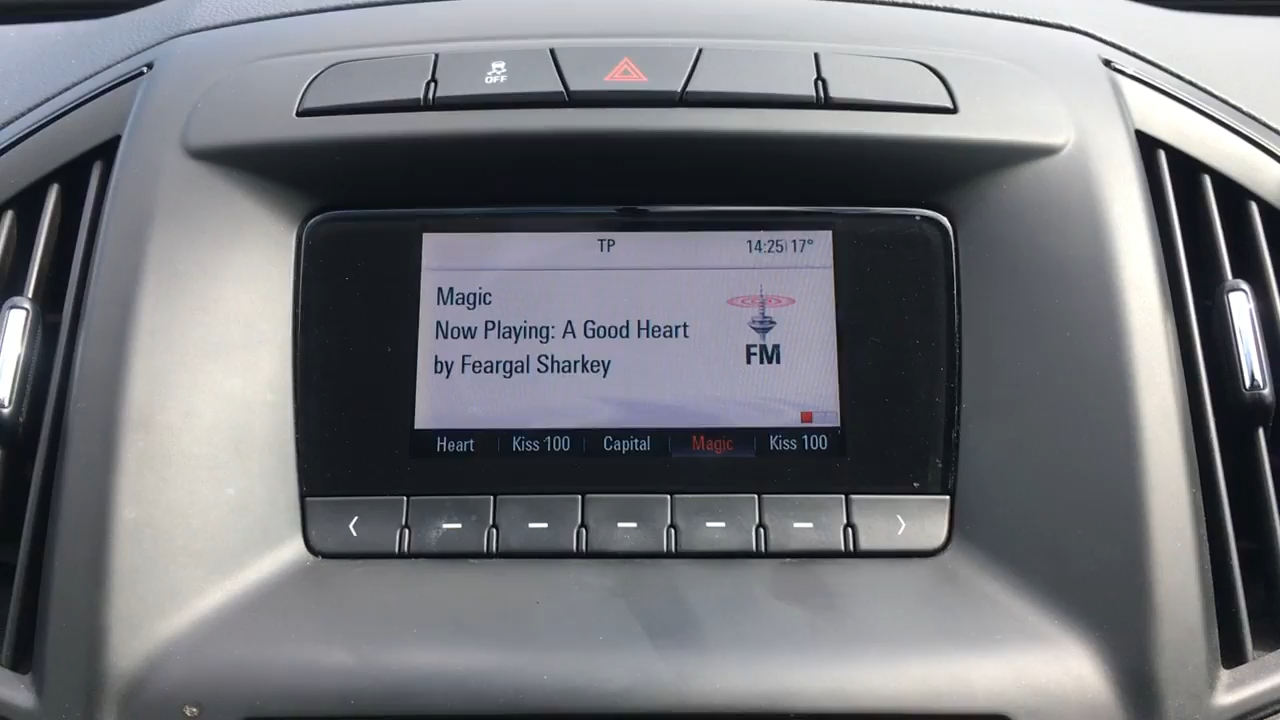 OFF
TP
14:25 17°
Magic
Now Playing: A Good Heart
by Feargal Sharkey
FM
Heart Kiss 100 Capital Magic Kiss 100